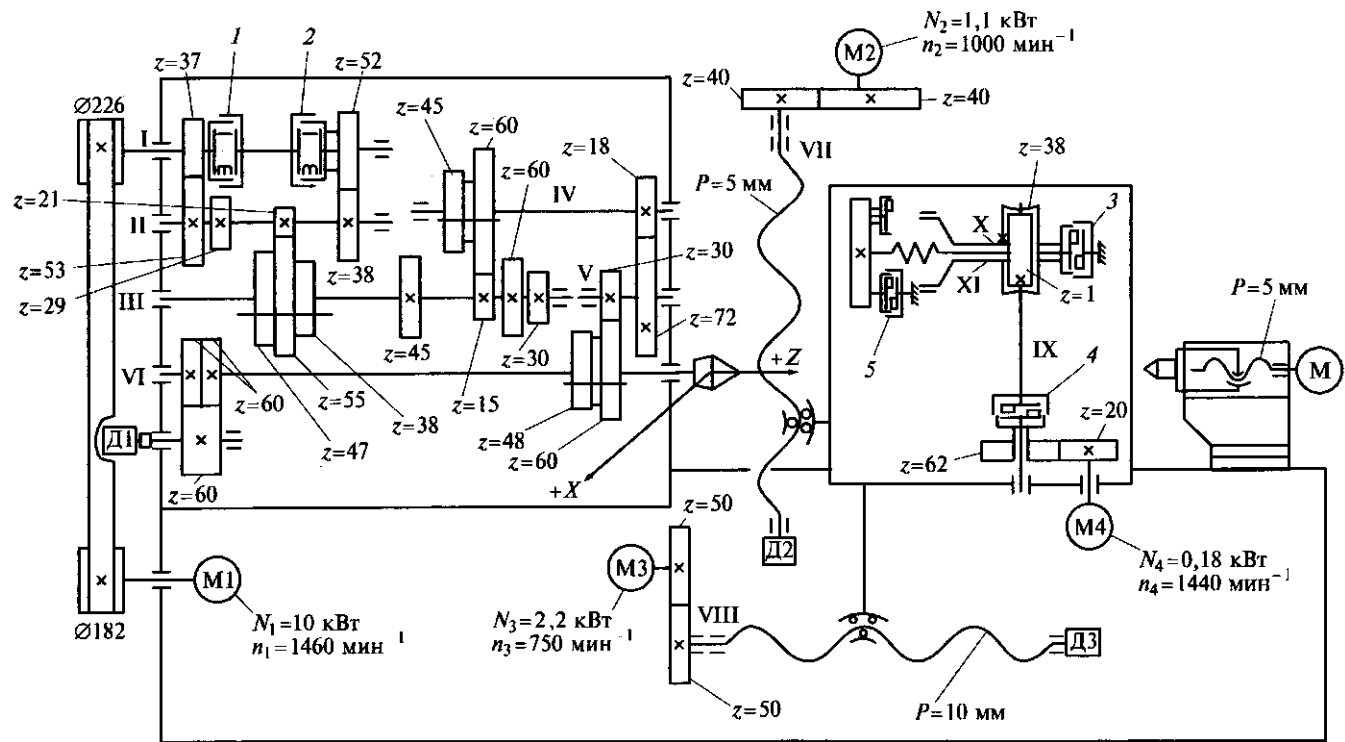 N₂=1,1 кВт
n₂=1000 мин⁻¹
М2
1
2
z=37
z=52
z=40
z=40
Ø226
z=45
z=60
I
z=18
z=60
VII
z=38
z=21
P=5 мм
3
IV
II
X
z=30
V
z=53
z=38
P=5 мм
z=29
III
XI
z=1
z=72
z=45
z=30
IX
5
4
М
VI
+Z
z=60
z=55
z=38
z=15
z=20
Д1
z=47
z=48
z=62
z=60
z=60
+X
z=50
Д2
М4
М1
М3
N₄=0,18 кВт
n₄=1440 мин⁻¹
Ø182
N₁=10 кВт
n₁=1460 мин⁻¹
N₃=2,2 кВт
n₃=750 мин⁻¹
VIII
Д3
z=50
P=10 мм